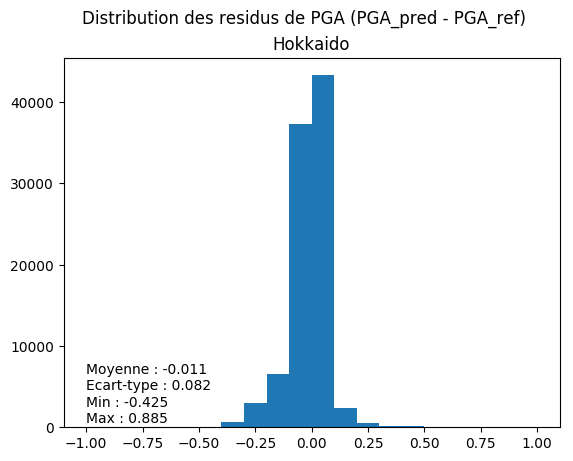 Distribution des residus de PGA (PGA_pred - PGA_ref)
Hokkaido
40000
30000
20000
10000
0
Moyenne : -0.011
Ecart-type : 0.082
Min : -0.425
Max : 0.885
-1.00 -0.75 -0.50 -0.25 0.00 0.25 0.50 0.75 1.00